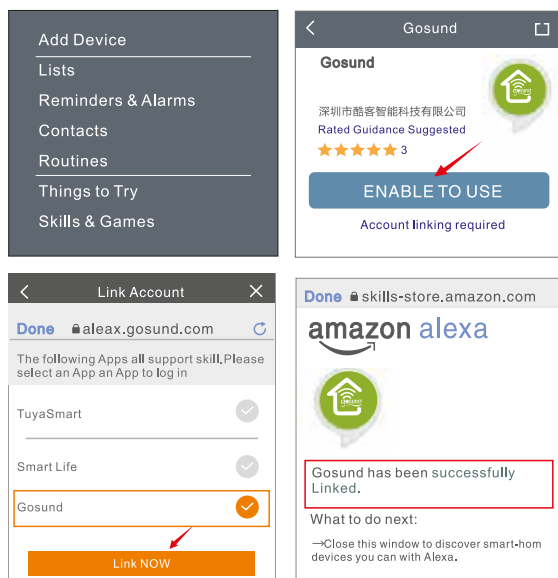 Add Device
Lists
Reminders & Alarms
Contacts
Routines
Things to Try
Skills & Games
Gosund
Gosund
gosund
深圳市酷客智能科技有限公司
Rated Guidance Suggested
3
ENABLE TO USE
Account linking required
Link Account
Done aleax.gosund.com
The following Apps all support skill.Please
select an App an App to log in
TuyaSmart
Smart Life
Gosund
Link NOW
Done skills-store.amazon.com
amazon alexa
gosund
Gosund has been successfully
Linked.
What to do next:
→Close this window to discover smart-hom
devices you can with Alexa.